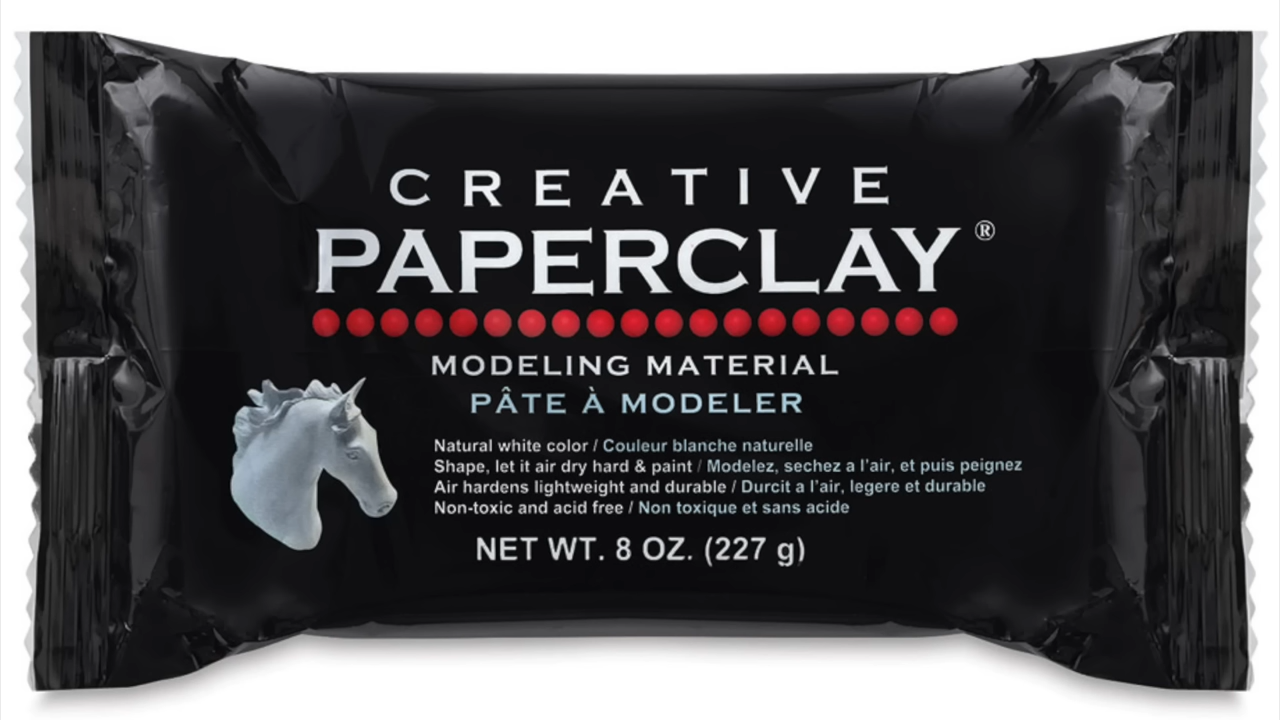 CREATIVE
PAPERCLAY®
MODELING MATERIAL
PÂTE À MODELER
Natural white color / Couleur blanche naturelle
Shape, let it air dry hard & paint / Modelez, sechez a l'air, et puis peignez
Air hardens lightweight and durable / Durcit a l'air, legere et durable
Non-toxic and acid free / Non toxique et sans acide
NET WT. 8 OZ. (227 g)